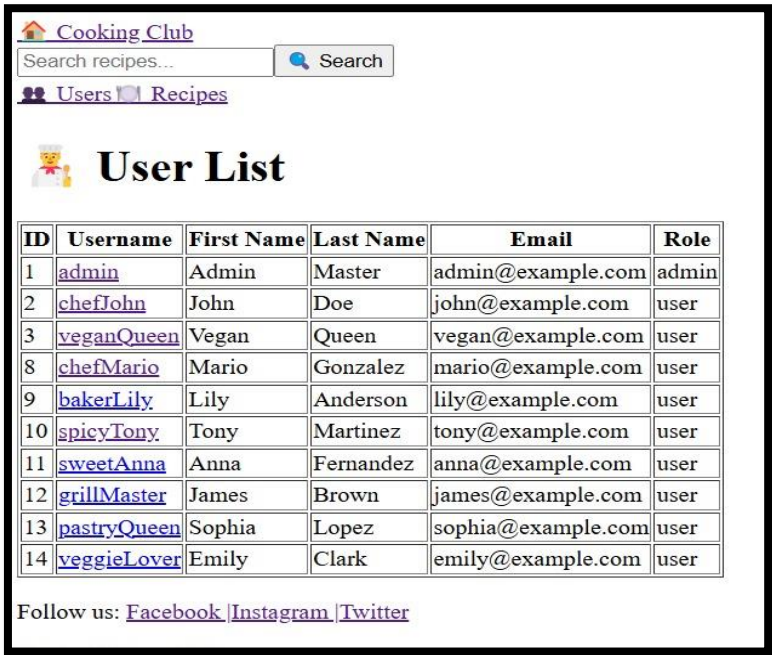 Cooking Club
Search recipes... Search
Users Recipes
User List
ID Username First Name Last Name Email Role
1 admin Admin Master admin@example.com admin
2 chefJohn John Doe john@example.com user
3 veganQueen Vegan Queen vegan@example.com user
8 chefMario Mario Gonzalez mario@example.com user
9 bakerLily Lily Anderson lily@example.com user
10 spicyTony Tony Martinez tony@example.com user
11 sweetAnna Anna Fernandez anna@example.com user
12 grillMaster James Brown james@example.com user
13 pastryQueen Sophia Lopez sophia@example.com user
14 veggieLover Emily Clark emily@example.com user
Follow us: Facebook |Instagram |Twitter